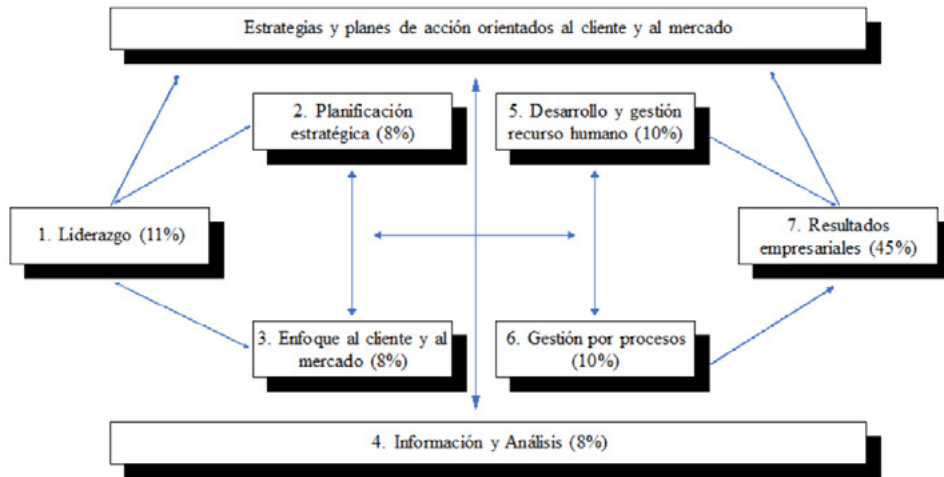 Estrategias y planes de acción orientados al cliente y al mercado
2. Planificación
estratégica (8%)
5. Desarrollo y gestión
recurso humano (10%)
1. Liderazgo (11%)
7. Resultados
empresariales (45%)
3. Enfoque al cliente y al
mercado (8%)
6. Gestión por procesos
(10%)
4. Información y Análisis (8%)